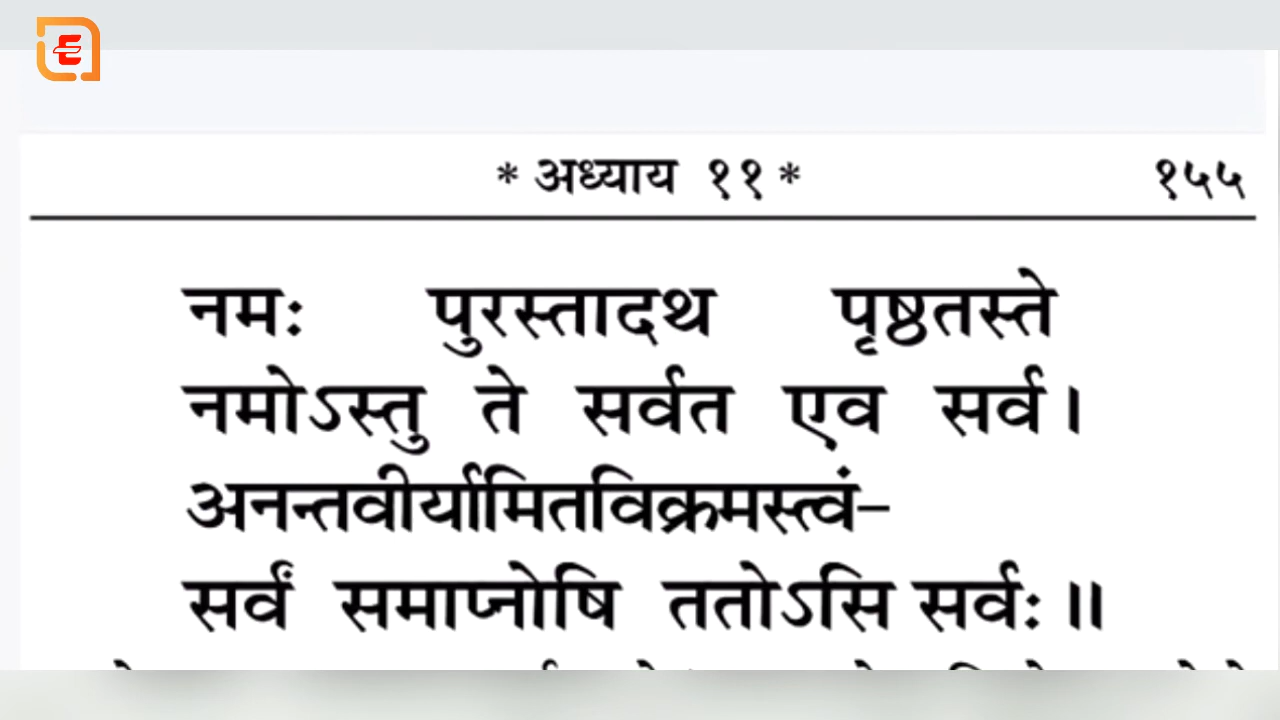 * अध्याय ११ * १५५
नमः पुरस्तादथ पृष्ठतस्ते
नमोऽस्तु ते सर्वत एव सर्व।
अनन्तवीर्यामितविक्रमस्त्वं-
सर्वं समाप्नोषि ततोऽसि सर्वः॥